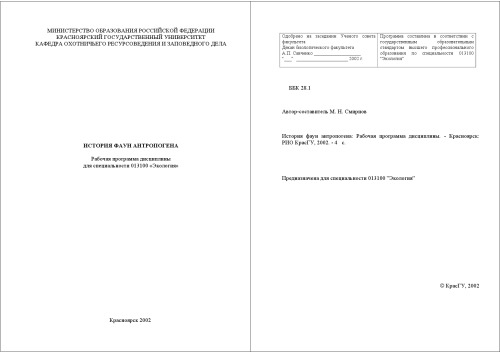 МИНИСТЕРСТВО ОБРАЗОВАНИЯ РОССИЙСКОЙ ФЕДЕРАЦИИ
КРАСНОЯРСКИЙ ГОСУДАРСТВЕННЫЙ УНИВЕРСИТЕТ
КАФЕДРА ОХОТНИЧЬЕГО РЕСУРСОВЕДЕНИЯ И ЗАПОВЕДНОГО ДЕЛА
ИСТОРИЯ ФАУН АНТРОПОГЕНА
Рабочая программа дисциплины
для специальности 013100 «Экология»
Красноярск 2002
Одобрено на заседании Ученого совета
факультета
Декан биологического факультета
А.П. Савченко ____________________
"___" ____________________ 2002 г.
Программа составлена в соответствии с
государственным образовательным
стандартом высшего профессионального
образования по специальности 013100
"Экология"
ББК 28.1
Автор-составитель М. Н. Смирнов
История фаун антропогена: Рабочая программа дисциплины. - Красноярск:
РИО КрасГУ, 2002. - 4 с.
Предназначена для специальности 013100 "Экология"
© КрасГУ, 2002